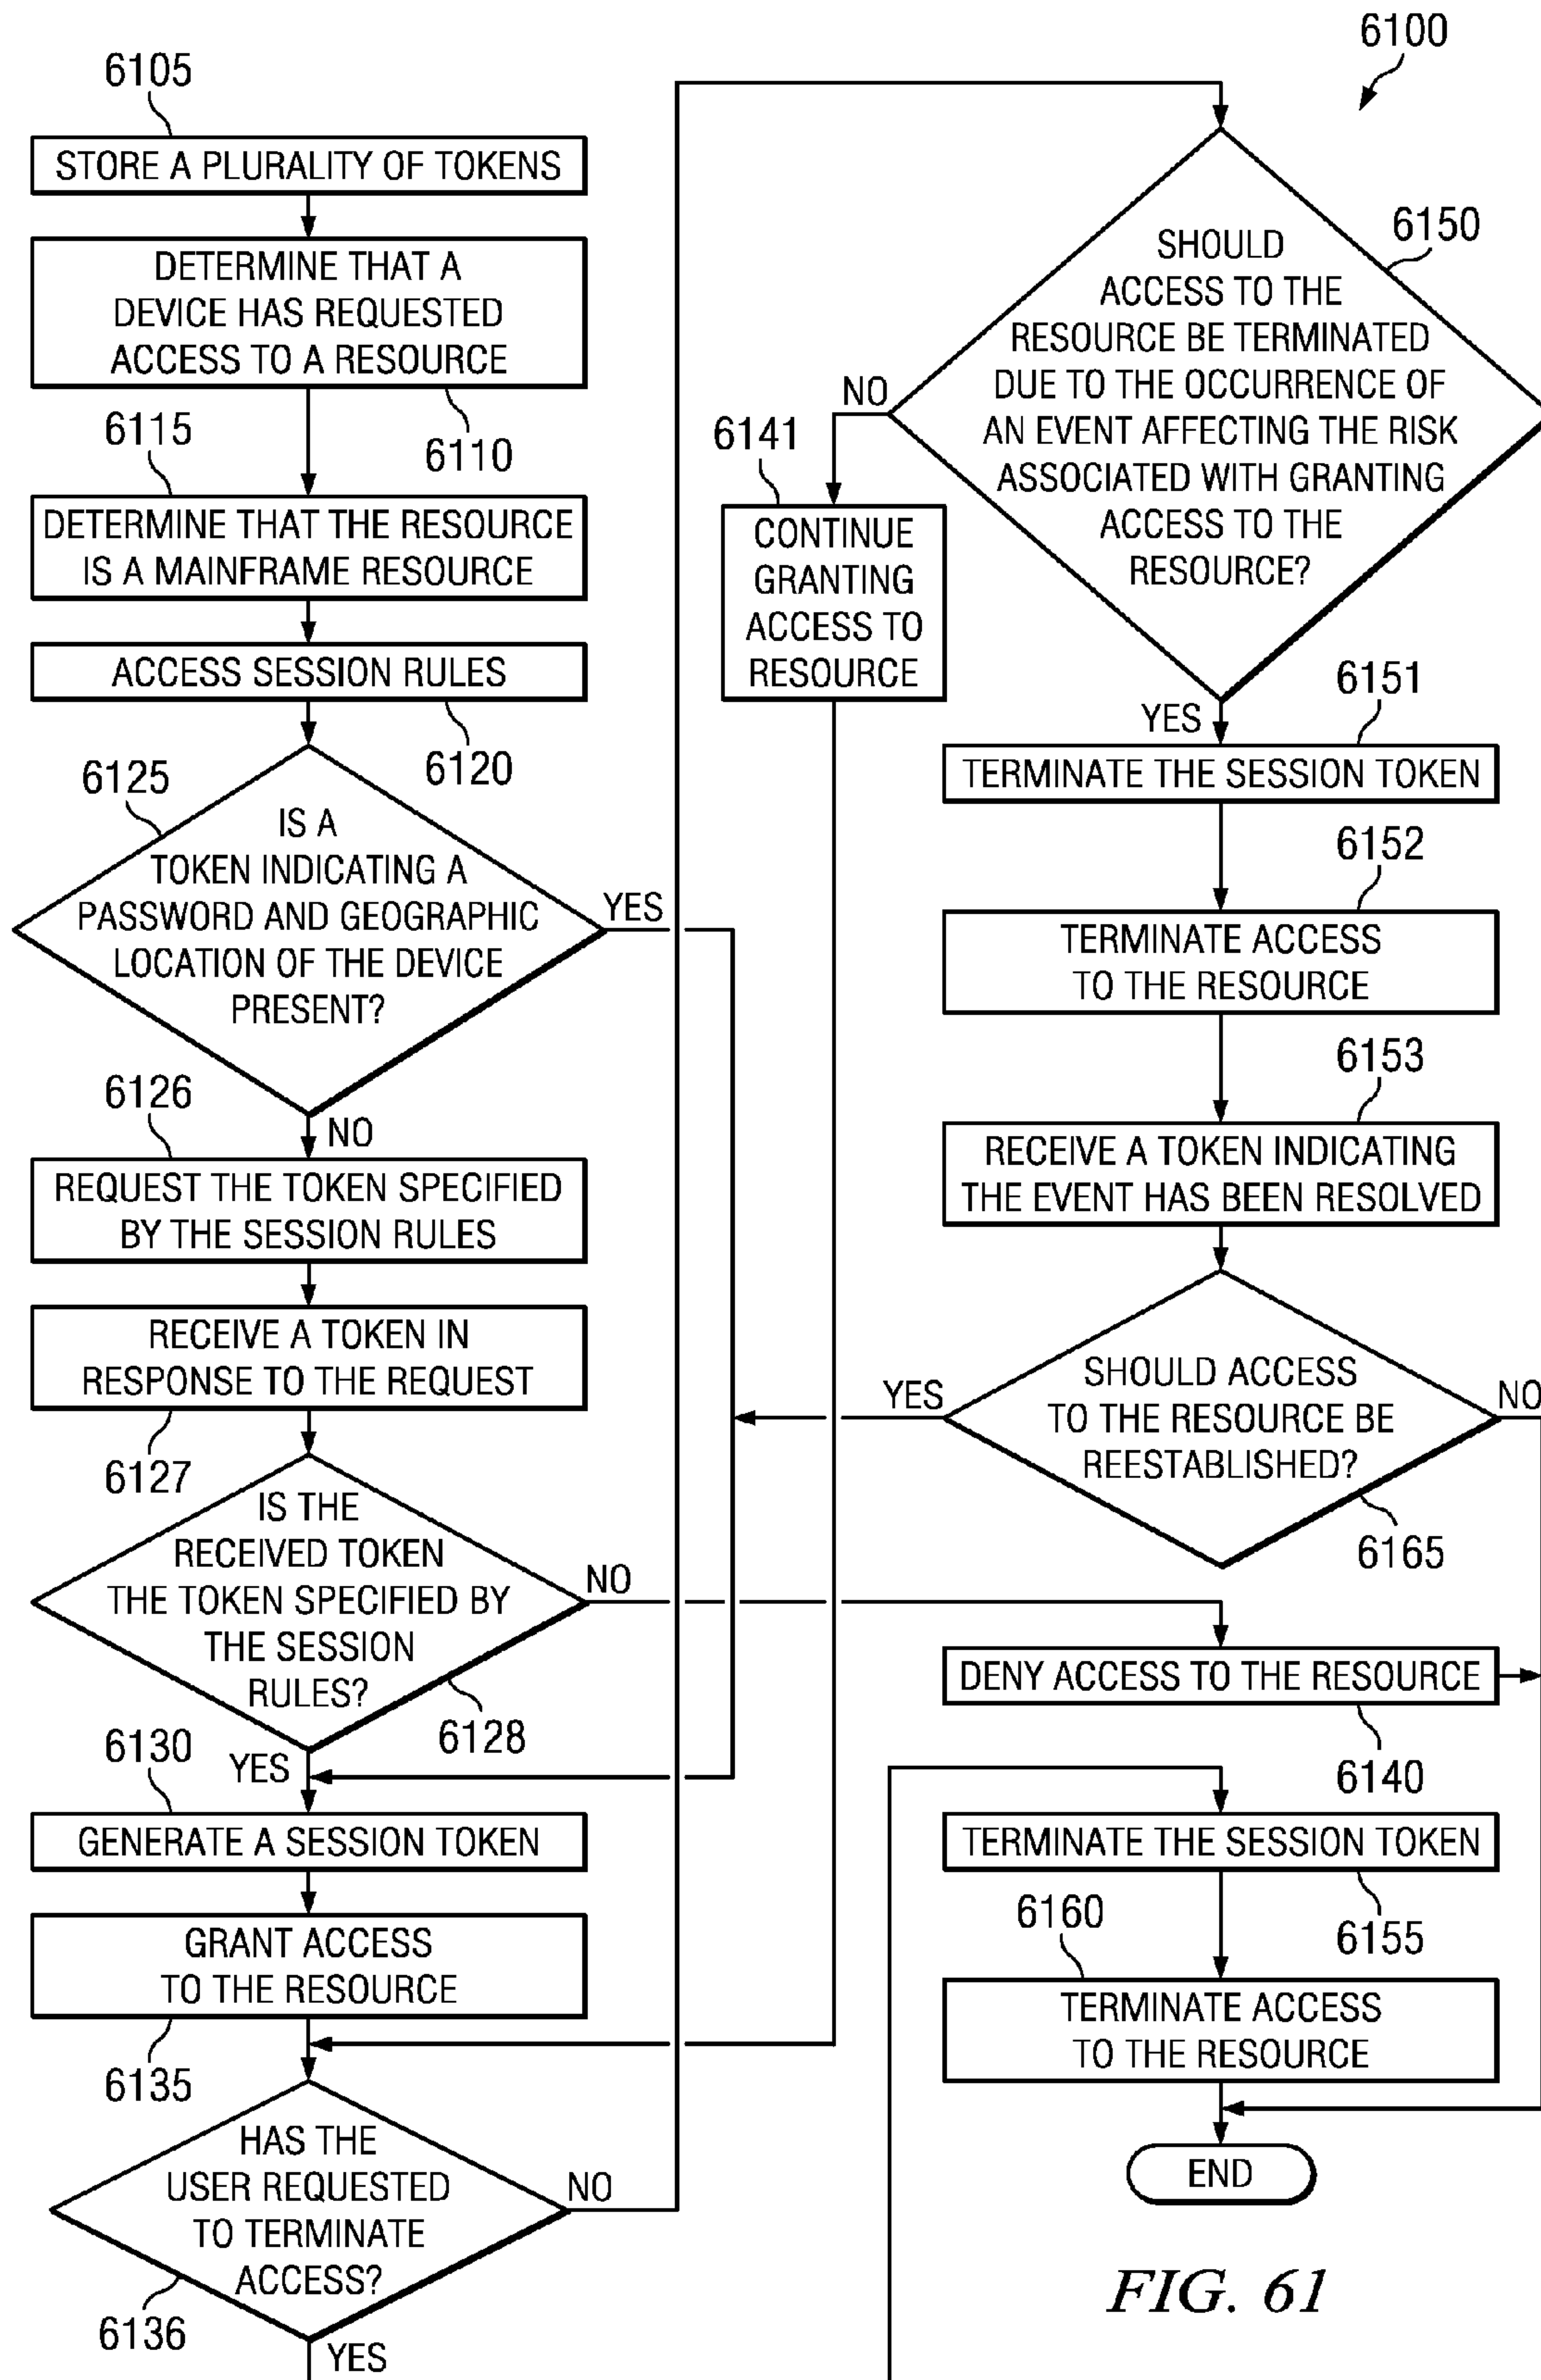 6100
6105
STORE A PLURALITY OF TOKENS
DETERMINE THAT A
DEVICE HAS REQUESTED
ACCESS TO A RESOURCE
6110
6115
DETERMINE THAT THE RESOURCE
IS A MAINFRAME RESOURCE
ACCESS SESSION RULES
6120
6125
IS A
TOKEN INDICATING A
PASSWORD AND GEOGRAPHIC
LOCATION OF THE DEVICE
PRESENT?
YES
NO
6126
REQUEST THE TOKEN SPECIFIED
BY THE SESSION RULES
RECEIVE A TOKEN IN
RESPONSE TO THE REQUEST
6127
IS THE
RECEIVED TOKEN
THE TOKEN SPECIFIED BY
THE SESSION
RULES?
NO
6128
YES
6130
GENERATE A SESSION TOKEN
GRANT ACCESS
TO THE RESOURCE
6135
HAS THE
USER REQUESTED
TO TERMINATE
ACCESS?
NO
6136
YES
6150
SHOULD
ACCESS TO THE
RESOURCE BE TERMINATED
DUE TO THE OCCURRENCE OF
AN EVENT AFFECTING THE RISK
ASSOCIATED WITH GRANTING
ACCESS TO THE
RESOURCE?
NO
6141
CONTINUE
GRANTING
ACCESS TO
RESOURCE
YES
6151
TERMINATE THE SESSION TOKEN
6152
TERMINATE ACCESS
TO THE RESOURCE
6153
RECEIVE A TOKEN INDICATING
THE EVENT HAS BEEN RESOLVED
YES
SHOULD ACCESS
TO THE RESOURCE BE
REESTABLISHED?
NO
6165
DENY ACCESS TO THE RESOURCE
6140
TERMINATE THE SESSION TOKEN
6155
6160
TERMINATE ACCESS
TO THE RESOURCE
END
FIG. 61